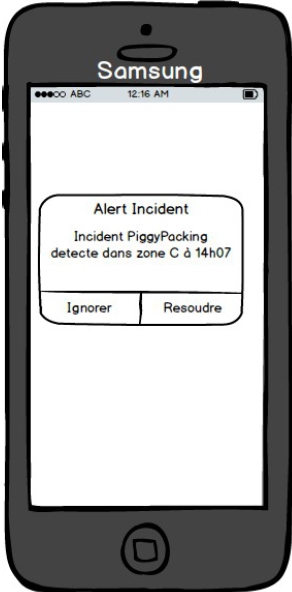 Samsung
ABC 12:16 AM
Alert Incident
Incident PiggyPacking
detecte dans zone C à 14h07
Ignorer Resoudre